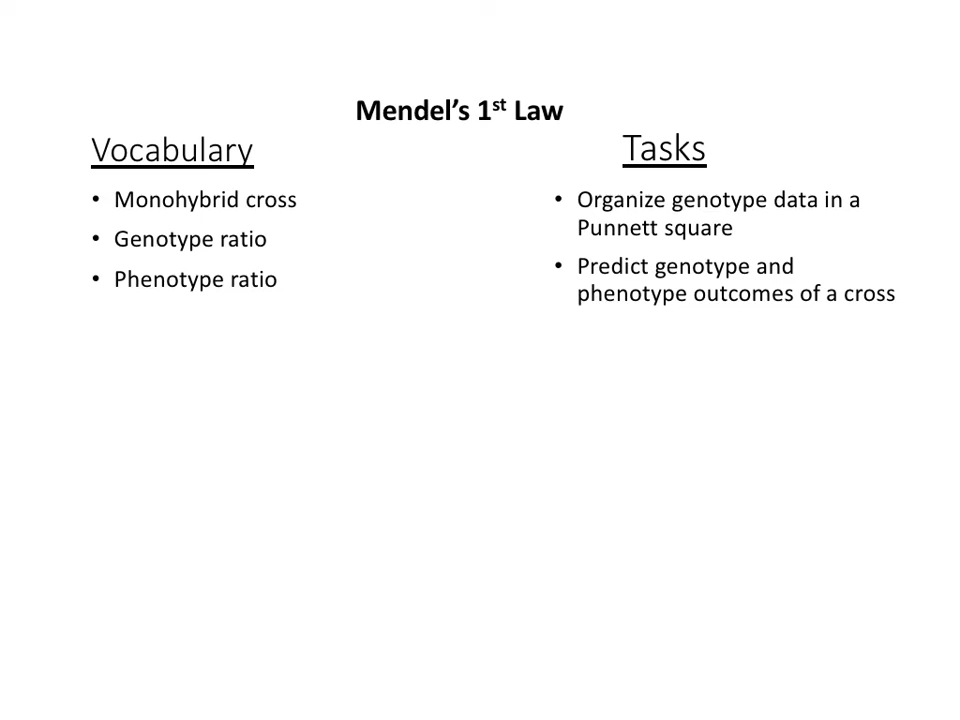 Mendel’s 1st Law
Vocabulary
• Monohybrid cross
• Genotype ratio
• Phenotype ratio
Tasks
• Organize genotype data in a
Punnett square
• Predict genotype and
phenotype outcomes of a cross